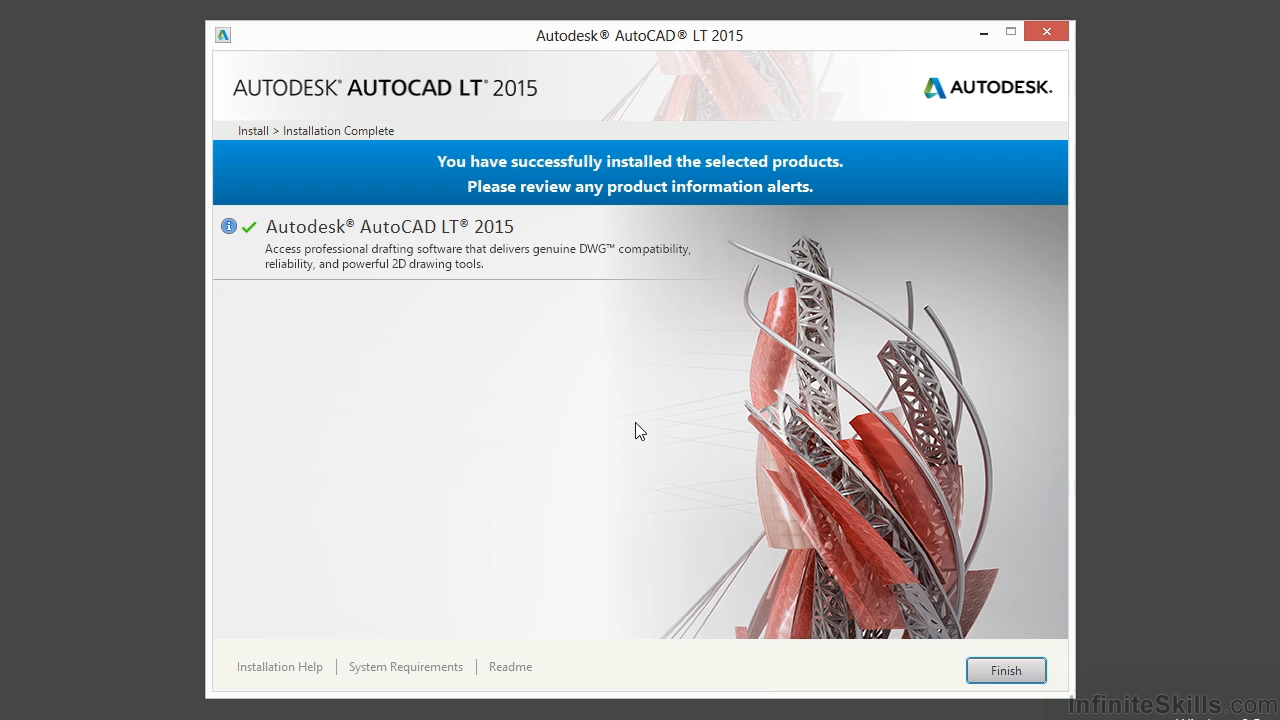 Autodesk® AutoCAD® LT 2015
AUTODESK® AUTOCAD LT® 2015
AUTODESK.
Install > Installation Complete
You have successfully installed the selected products.
Please review any product information alerts.
Autodesk® AutoCAD LT® 2015
Access professional drafting software that delivers genuine DWG™ compatibility,
reliability, and powerful 2D drawing tools.
Installation Help
System Requirements
Readme
Finish
InfiniteSkills.com